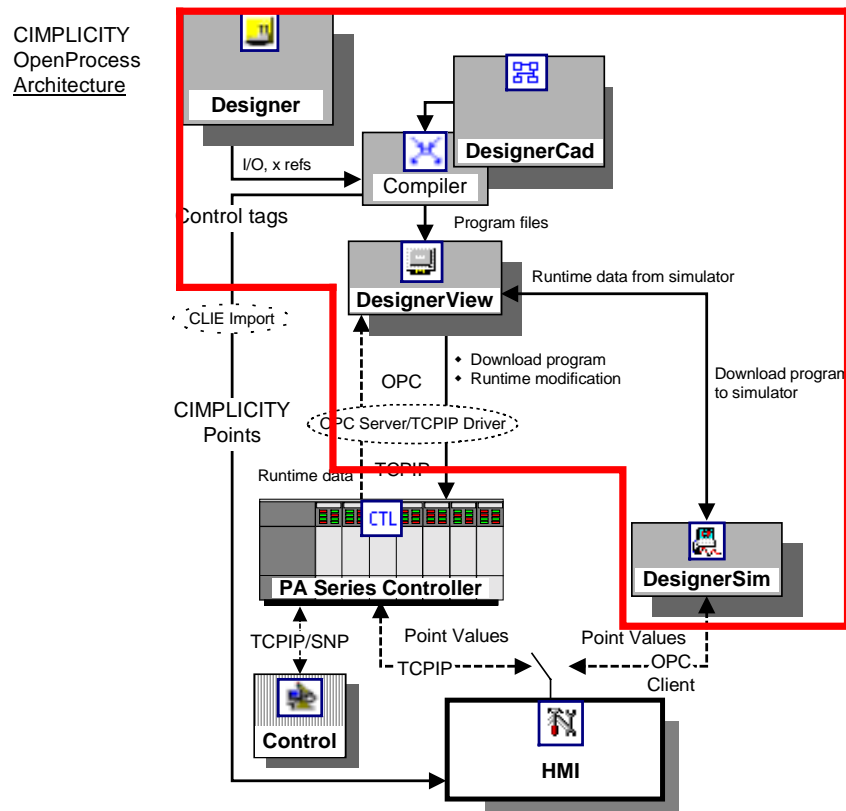 CIMPLICITY
OpenProcess
Architecture
Designer
DesignerCad
I/O, x refs
Compiler
Control tags
Program files
DesignerView
Runtime data from simulator
CLIE Import
Download program
Runtime modification
OPC
Download program
to simulator
CIMPLICITY
Points
OPC Server/TCPIP Driver
TCPIP
Runtime data
CTL
PA Series Controller
DesignerSim
TCPIP/SNP
Point Values
Point Values
TCPIP
OPC
Client
Control
HMI